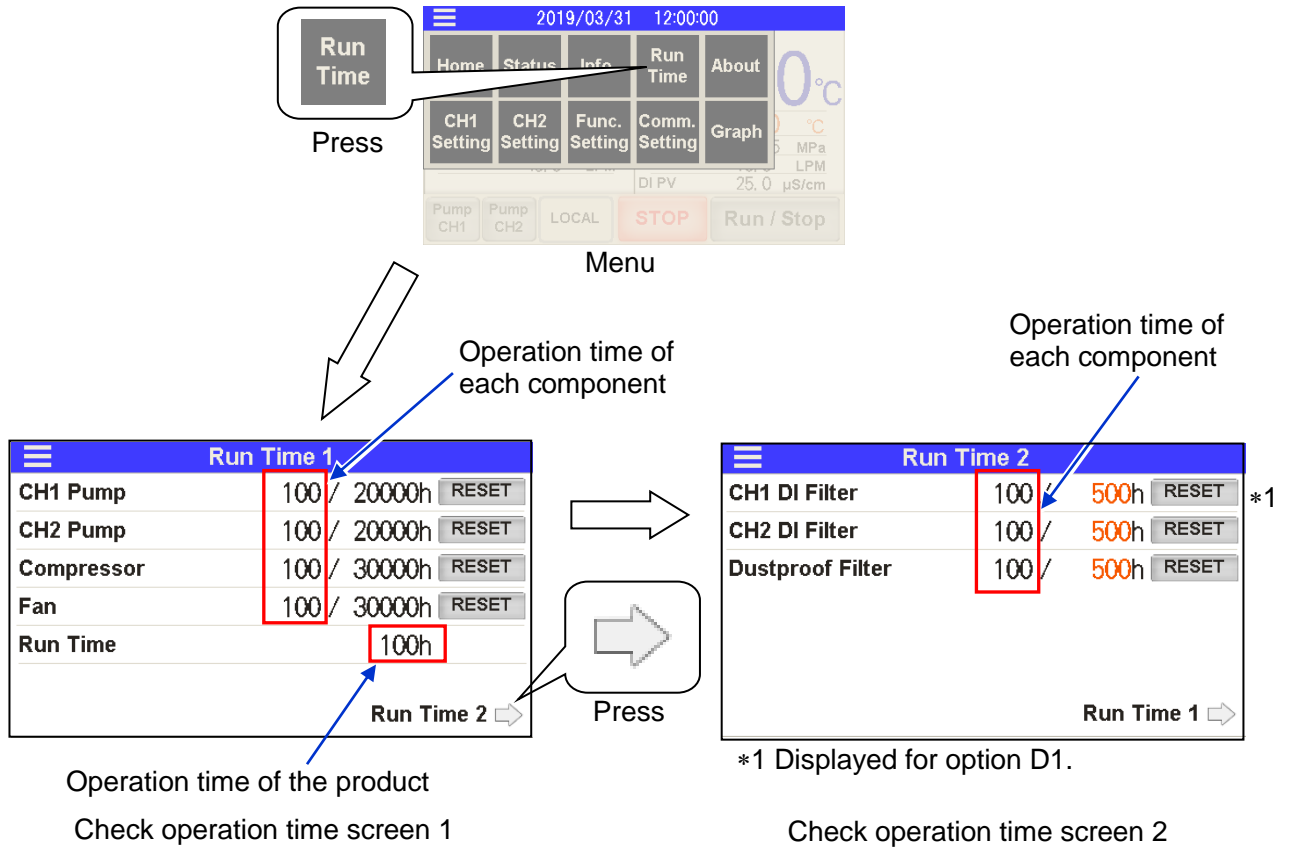 Run
Time
Press
2019/03/31 12:00:00
Home Status Info. Run Time About
CH1 Setting CH2 Setting Func. Setting Comm. Setting Graph
0 °C
°C
5 MPa
LPM
DI PV 25.0 µS/cm
Pump CH1 Pump CH2 LOCAL STOP Run / Stop
Menu
Operation time of
each component
Operation time of
each component
Run Time 1
CH1 Pump 100 / 20000h RESET
CH2 Pump 100 / 20000h RESET
Compressor 100 / 30000h RESET
Fan 100 / 30000h RESET
Run Time 100h
Run Time 2
Press
Operation time of the product
Check operation time screen 1
Run Time 2
CH1 DI Filter 100 / 500h RESET *1
CH2 DI Filter 100 / 500h RESET
Dustproof Filter 100 / 500h RESET
Run Time 1
*1 Displayed for option D1.
Check operation time screen 2